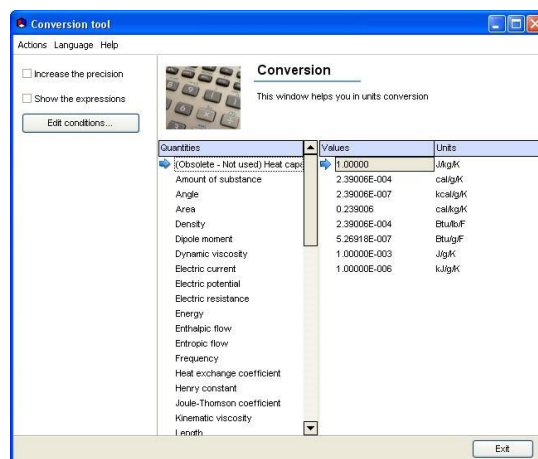 Conversion tool
Actions Language Help
Increase the precision
Show the expressions
Edit conditions...
Conversion
This window helps you in units conversion
Quantities
(Obsolete - Not used) Heat capa
Amount of substance
Angle
Area
Density
Dipole moment
Dynamic viscosity
Electric current
Electric potential
Electric resistance
Energy
Enthalpic flow
Entropic flow
Frequency
Heat exchange coefficient
Henry constant
Joule-Thomson coefficient
Kinematic viscosity
Length
Values Units
1.00000 J/kg/K
2.39006E-004 cal/g/K
2.39006E-007 kcal/g/K
0.239006 cal/kg/K
2.39006E-004 Btu/lb/F
5.26918E-007 Btu/g/F
1.00000E-003 J/g/K
1.00000E-006 kJ/g/K
Exit